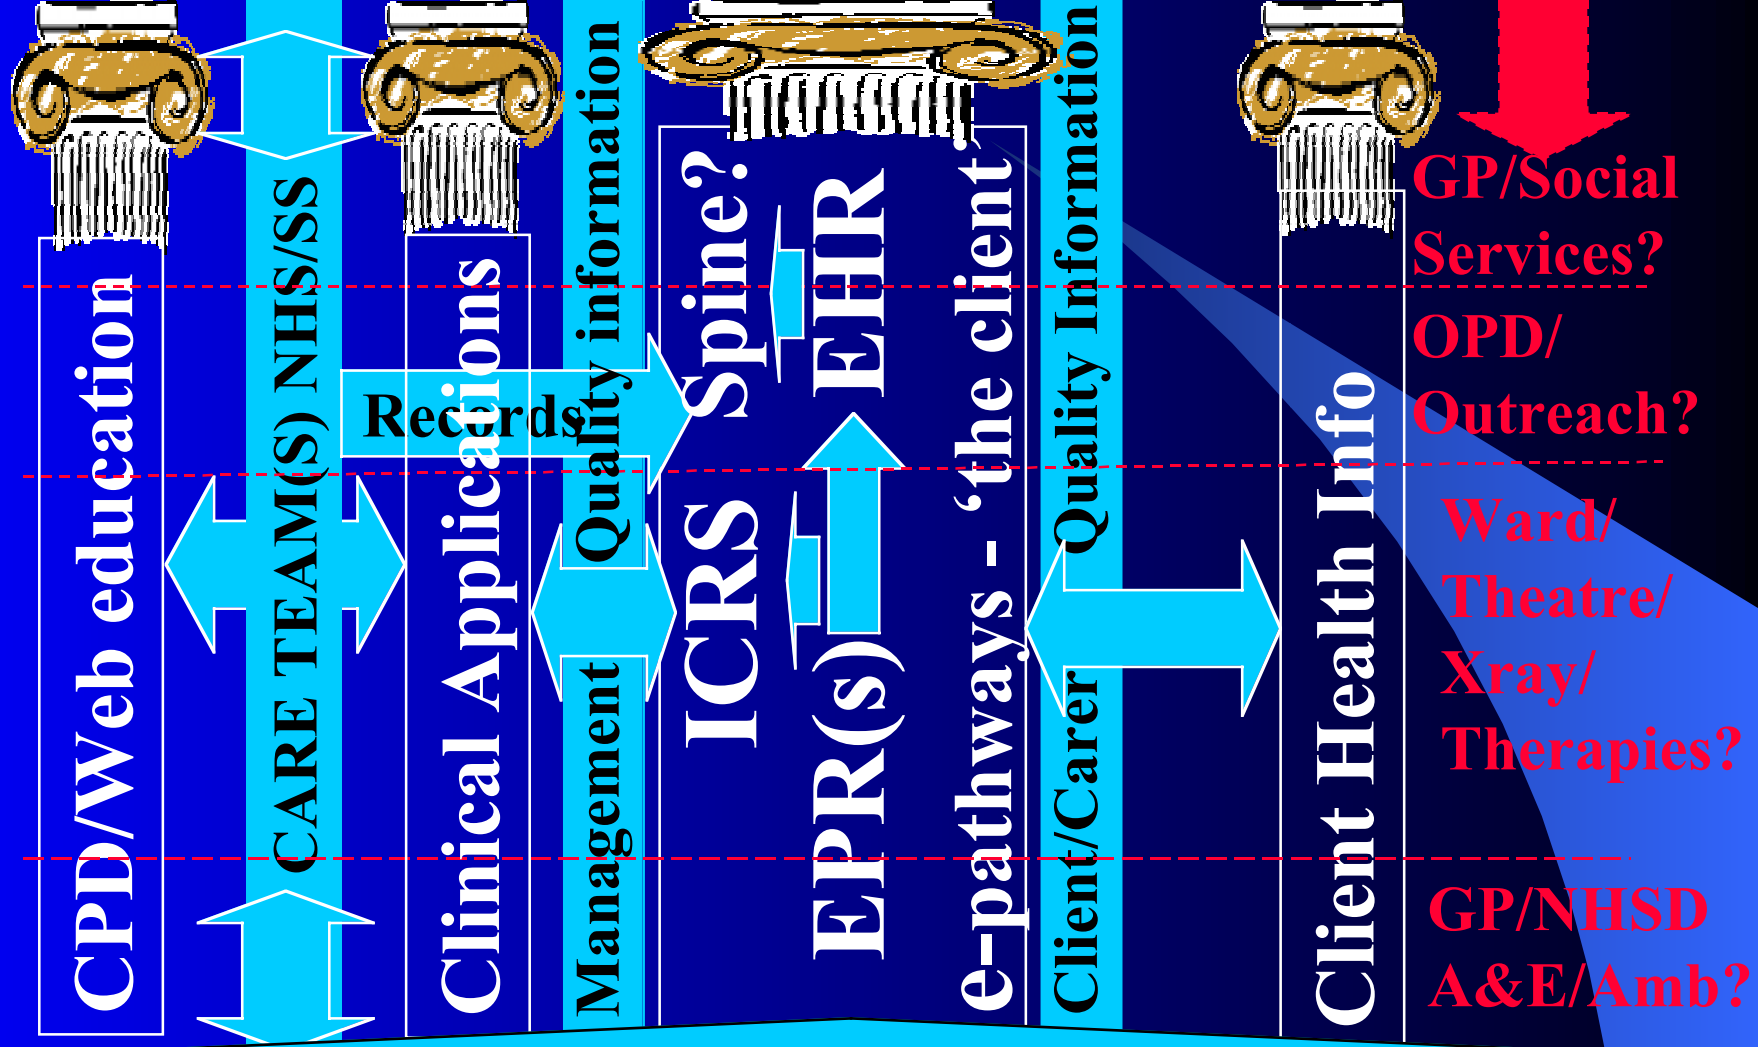 CPD/Web education
CARE TEAM(S) NHS/SS
Clinical Applications
Records
Management Quality information
ICRS Spine?
EPR(s) EHR
e-pathways - ‘the client’
Client/Carer Quality Information
Client Health Info
GP/Social
Services?
OPD/
Outreach?
Ward/
Theatre/
Xray/
Therapies?
GP/NHSD
A&E/Amb?